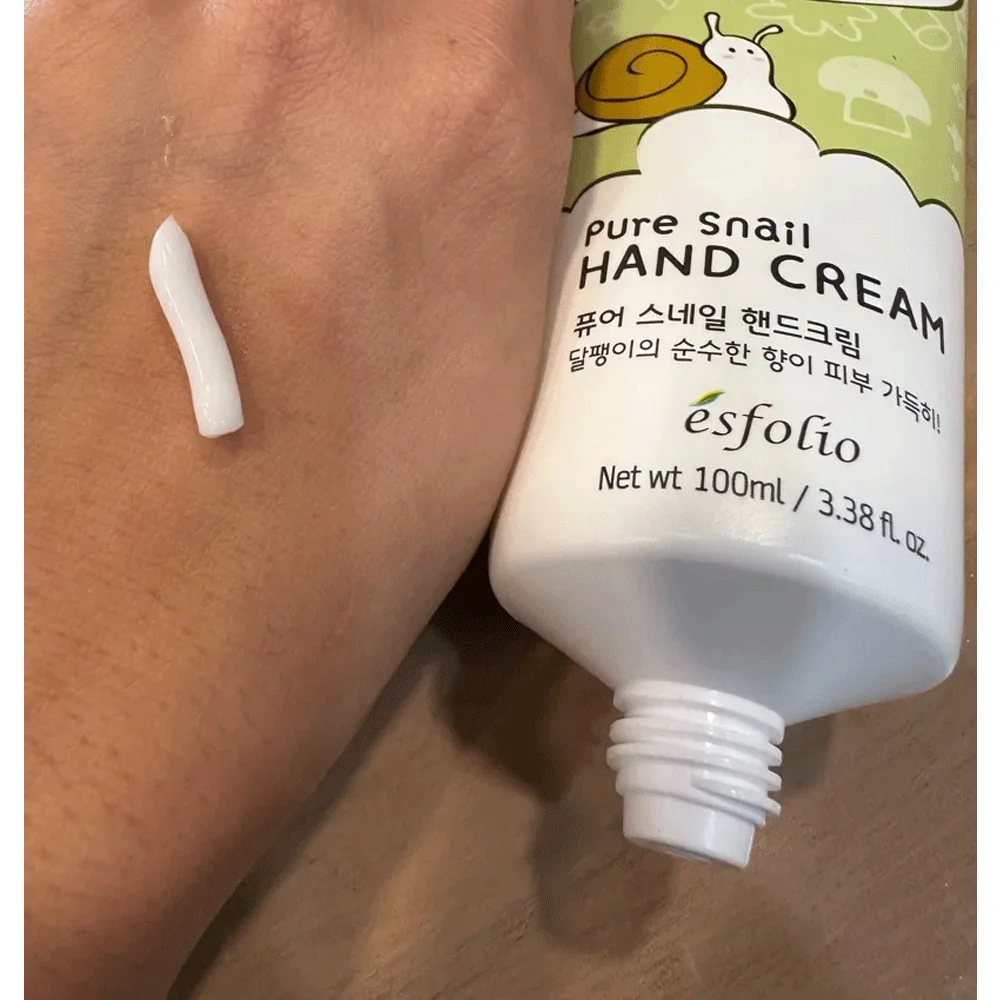 Pure Snail
HAND CREAM
퓨어 스네일 핸드크림
달팽이의 순수한 향이 피부 가득히!
esfolio
Net wt 100ml / 3.38 fl. oz.